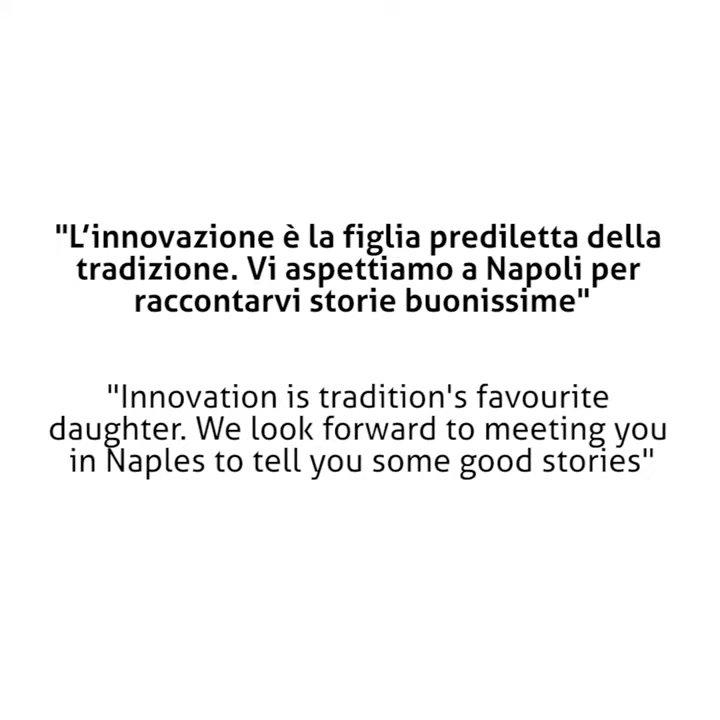 "L’innovazione è la figlia prediletta della
tradizione. Vi aspettiamo a Napoli per
raccontarvi storie buonissime"
"Innovation is tradition's favourite
daughter. We look forward to meeting you
in Naples to tell you some good stories"